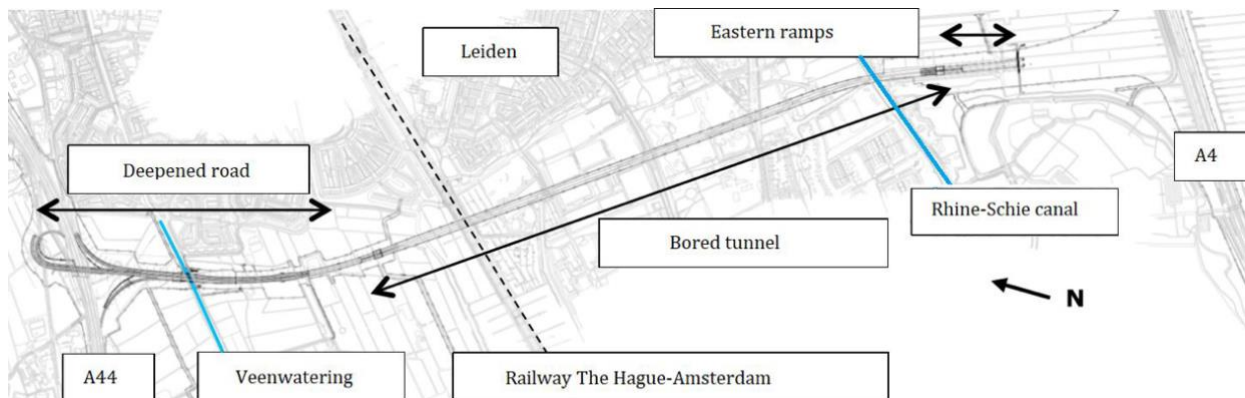 Eastern ramps
Leiden
Deepened road
A4
Rhine-Schie canal
Bored tunnel
N
A44
Veenwatering
Railway The Hague-Amsterdam